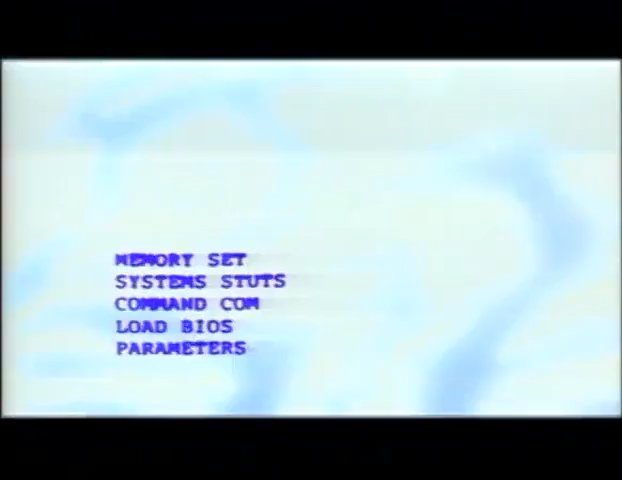 MEMORY SET
SYSTEMS STUTS
COMMAND COM
LOAD BIOS
PARAMETERS